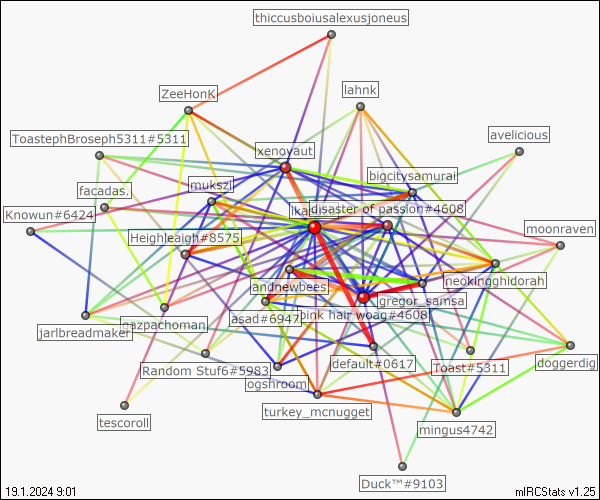 thiccusboiusalexusjoneus
ZeeHonK
lahnk
ToastephBroseph5311#5311
avelicious
xenoyaut
bigcitysamurai
mukszi
facadas.
disaster of passion#4608
Knowun#6424
moonraven
Heighleaigh#8575
neokingghidorah
andnewbees
gregor_samsa
pink hair woag#4608
asad#6947
gazpachoman
jarlbreadmaker
default#0617
Toast#5311
doggerdig
Random Stuf6#5983
ogshroom
turkey_mcnugget
tescoroll
mingus4742
Duck™#9103
19.1.2024 9:01
mIRCStats v1.25